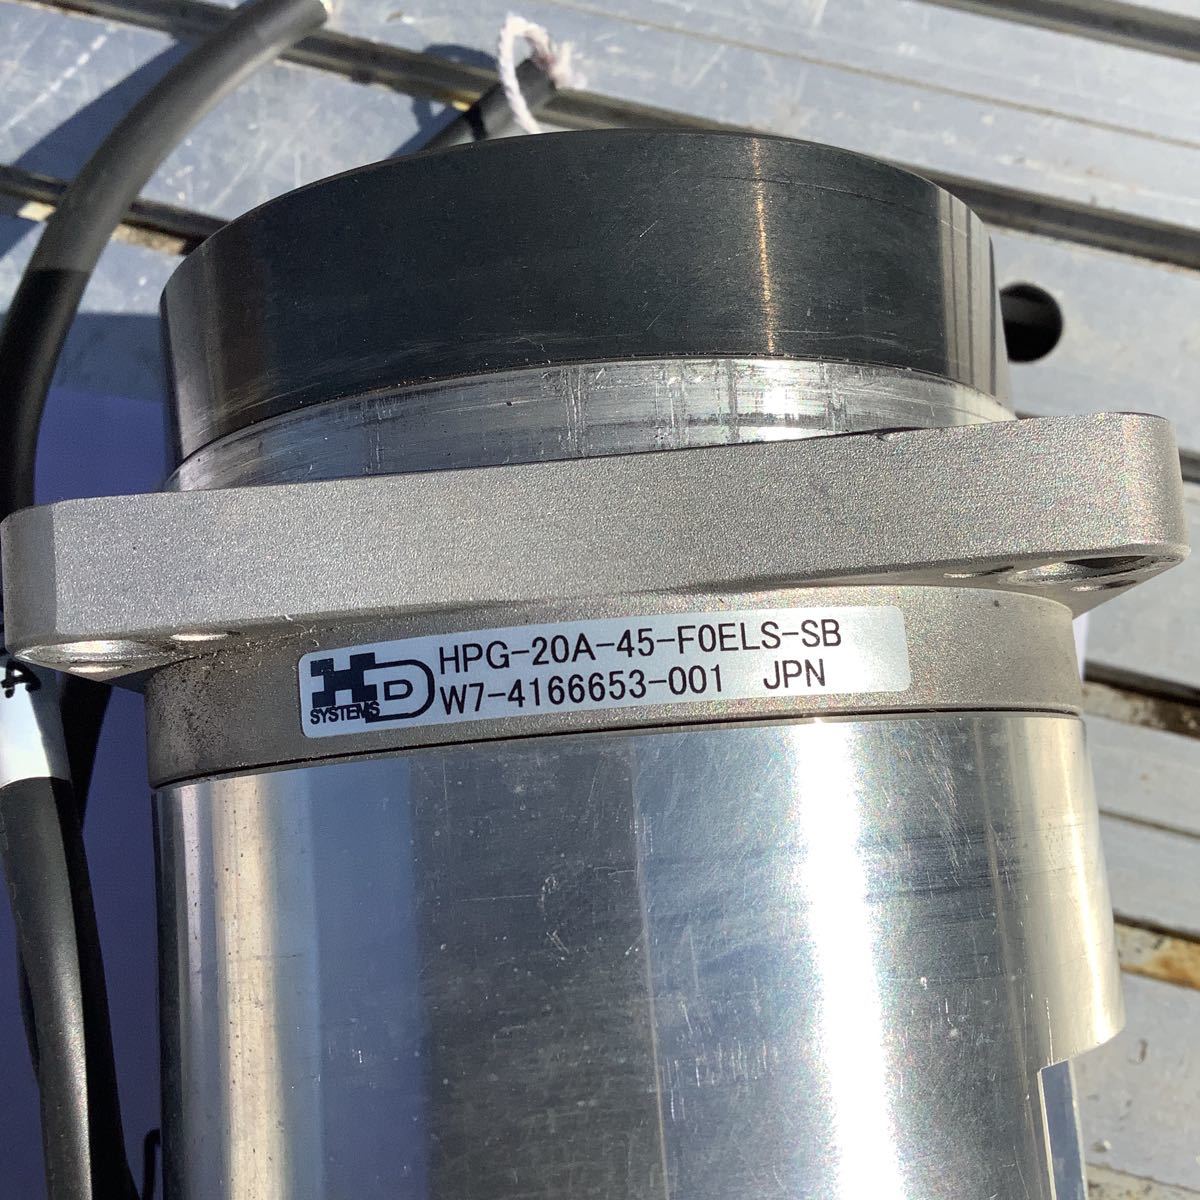 HD SYSTEMS
HPG-20A-45-F0ELS-SB
W7-4166653-001 JPN
A